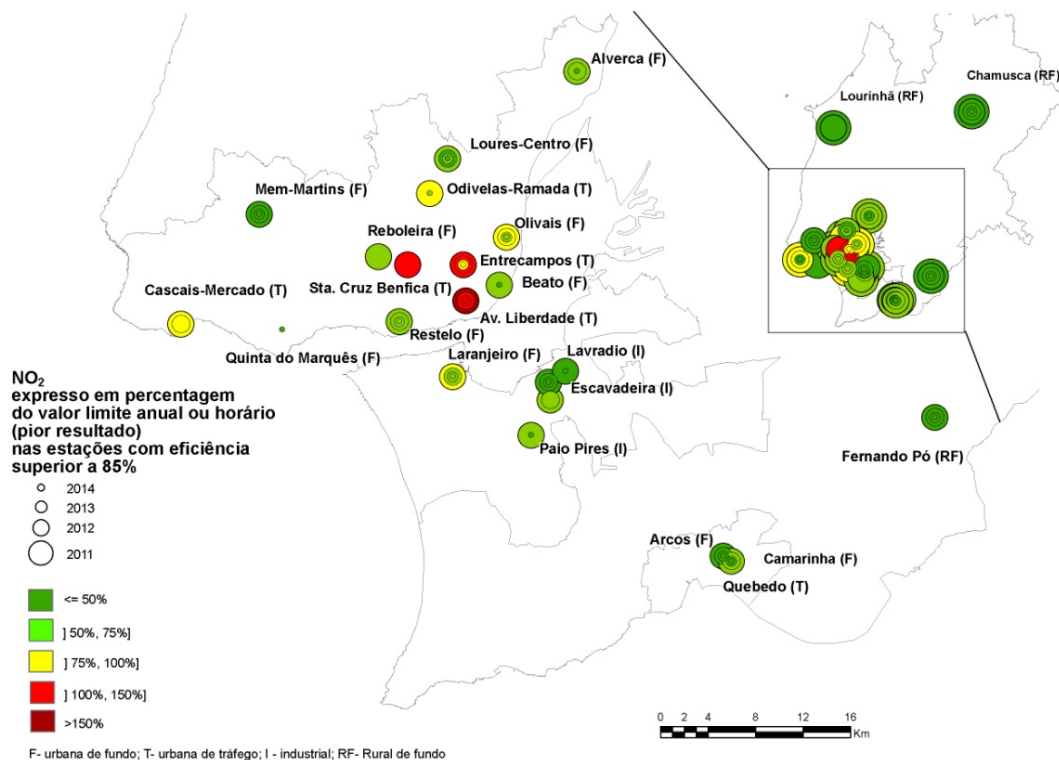 Alverca (F)
Chamusca (RF)
Lourinhã (RF)
Loures-Centro (F)
Mem-Martins (F)
Odivelas-Ramada (T)
Reboleira (F)
Olivais (F)
Entrecampos (T)
Sta. Cruz Benfica (T)
Beato (F)
Cascais-Mercado (T)
Av. Liberdade (T)
Restelo (F)
Quinta do Marquês (F)
Laranjeiro (F)
Lavradio (I)
Escavadeira (I)
Paio Pires (I)
Fernando Pó (RF)
Arcos (F)
Camarinha (F)
Quebedo (T)
NO2
expresso em percentagem
do valor limite anual ou horário
(pior resultado)
nas estações com eficiência
superior a 85%
2014
2013
2012
2011
<= 50%
] 50%, 75%]
] 75%, 100%]
] 100%, 150%]
>150%
0 2 4 8 12 16
Km
F- urbana de fundo; T- urbana de tráfego; I - industrial; RF- Rural de fundo